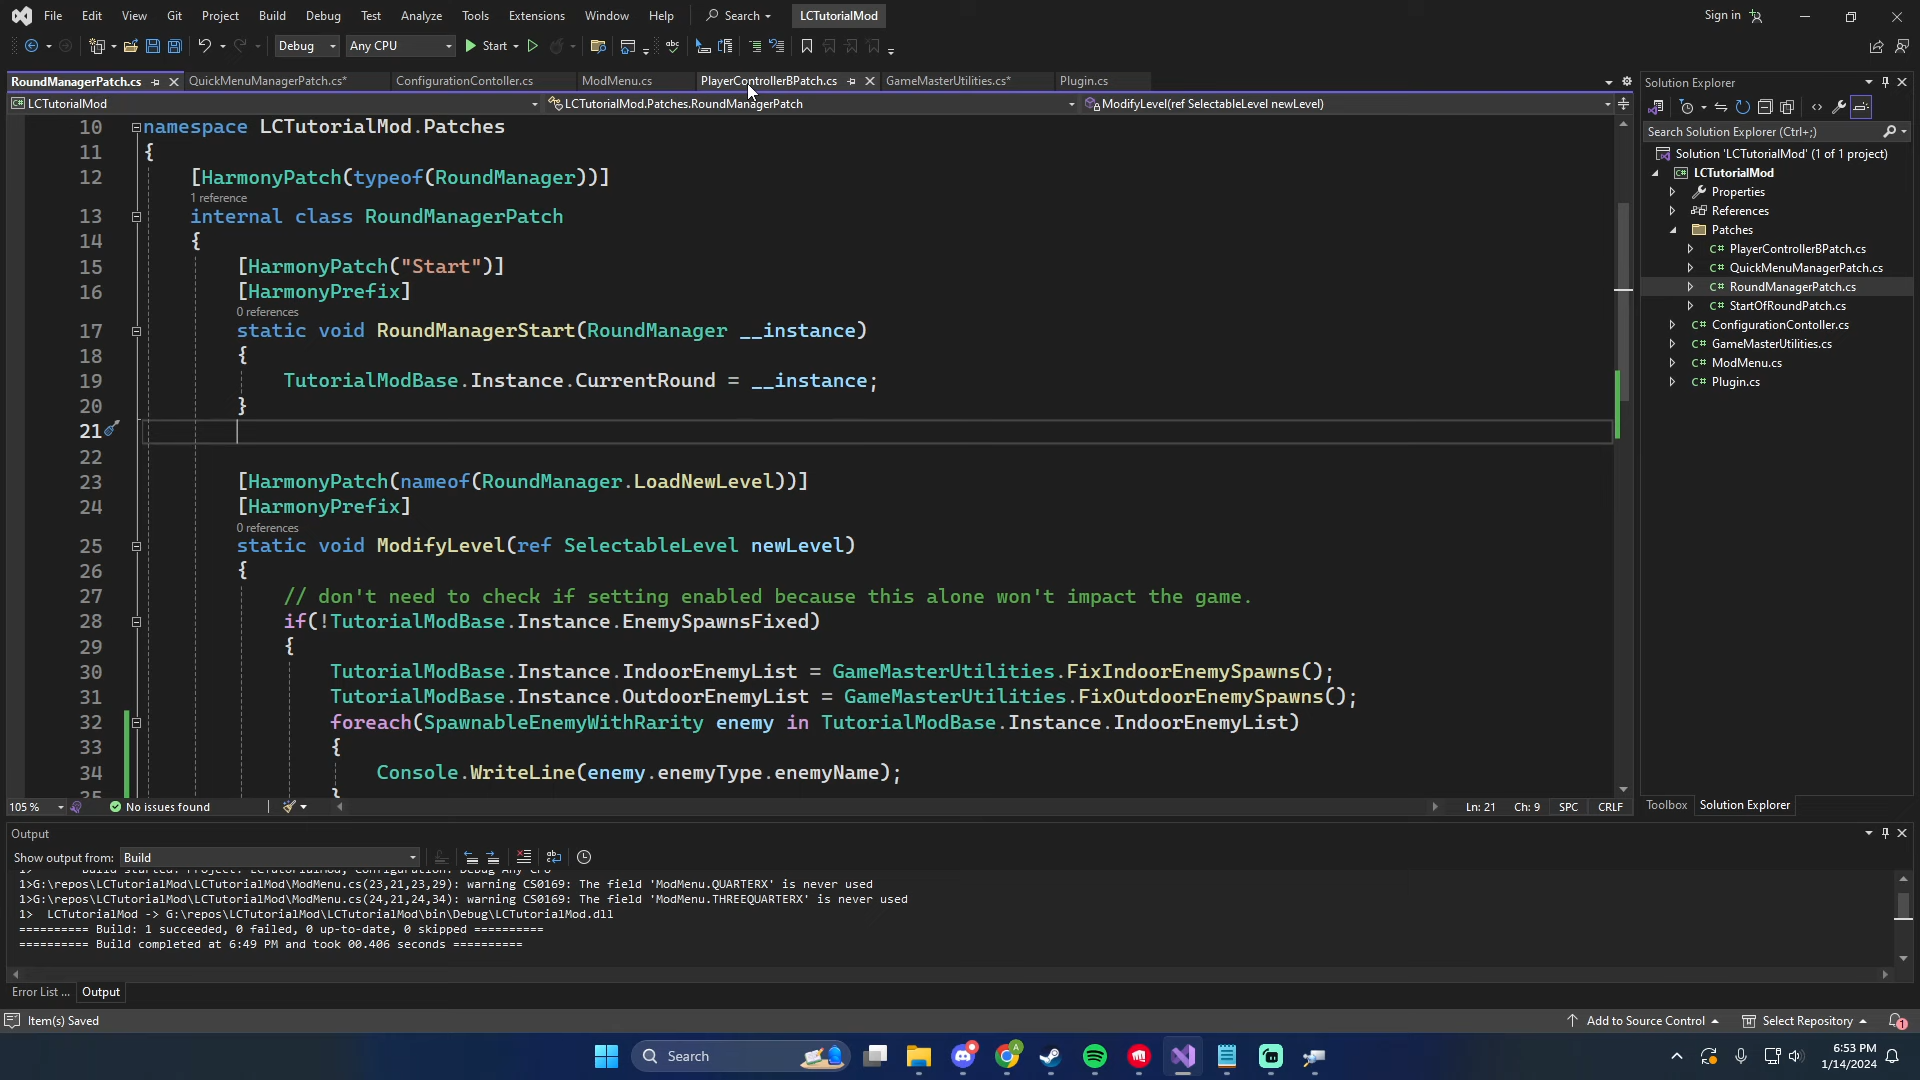 File Edit View Git Project Build Debug Test Analyze Tools Extensions Window Help Search LCTutorialMod Sign in
Debug Any CPU Start
RoundManagerPatch.cs QuickMenuManagerPatch.cs* ConfigurationContoller.cs ModMenu.cs PlayerControllerBPatch.cs GameMasterUtilities.cs* Plugin.cs
LCTutorialMod LCTutorialMod.Patches.RoundManagerPatch ModifyLevel(ref SelectableLevel newLevel)
10 namespace LCTutorialMod.Patches
11 {
12 [HarmonyPatch(typeof(RoundManager))]
1 reference
13 internal class RoundManagerPatch
14 {
15 [HarmonyPatch("Start")]
16 [HarmonyPrefix]
0 references
17 static void RoundManagerStart(RoundManager __instance)
18 {
19 TutorialModBase.Instance.CurrentRound = __instance;
20 }
21
22
23 [HarmonyPatch(nameof(RoundManager.LoadNewLevel))]
24 [HarmonyPrefix]
0 references
25 static void ModifyLevel(ref SelectableLevel newLevel)
26 {
27 // don't need to check if setting enabled because this alone won't impact the game.
28 if(!TutorialModBase.Instance.EnemySpawnsFixed)
29 {
30 TutorialModBase.Instance.IndoorEnemyList = GameMasterUtilities.FixIndoorEnemySpawns();
31 TutorialModBase.Instance.OutdoorEnemyList = GameMasterUtilities.FixOutdoorEnemySpawns();
32 foreach(SpawnableEnemyWithRarity enemy in TutorialModBase.Instance.IndoorEnemyList)
33 {
34 Console.WriteLine(enemy.enemyType.enemyName);
35 }
105 % No issues found Ln: 21 Ch: 9 SPC CRLF
Solution Explorer
Search Solution Explorer (Ctrl+;)
Solution 'LCTutorialMod' (1 of 1 project)
LCTutorialMod
Properties
References
Patches
C# PlayerControllerBPatch.cs
C# QuickMenuManagerPatch.cs
C# RoundManagerPatch.cs
C# StartOfRoundPatch.cs
C# ConfigurationContoller.cs
C# GameMasterUtilities.cs
C# ModMenu.cs
C# Plugin.cs
Toolbox Solution Explorer
Output
Show output from: Build
1> Build started: Project: LCTutorialMod, Configuration: Debug Any CPU
1>G:\repos\LCTutorialMod\LCTutorialMod\ModMenu.cs(23,21,23,29): warning CS0169: The field 'ModMenu.QUARTERX' is never used
1>G:\repos\LCTutorialMod\LCTutorialMod\ModMenu.cs(24,21,24,34): warning CS0169: The field 'ModMenu.THREEQUARTERX' is never used
1> LCTutorialMod -> G:\repos\LCTutorialMod\LCTutorialMod\bin\Debug\LCTutorialMod.dll
========== Build: 1 succeeded, 0 failed, 0 up-to-date, 0 skipped ==========
========== Build completed at 6:49 PM and took 00.406 seconds ==========
Error List ... Output
Item(s) Saved Add to Source Control Select Repository 1
Search 6:53 PM
1/14/2024